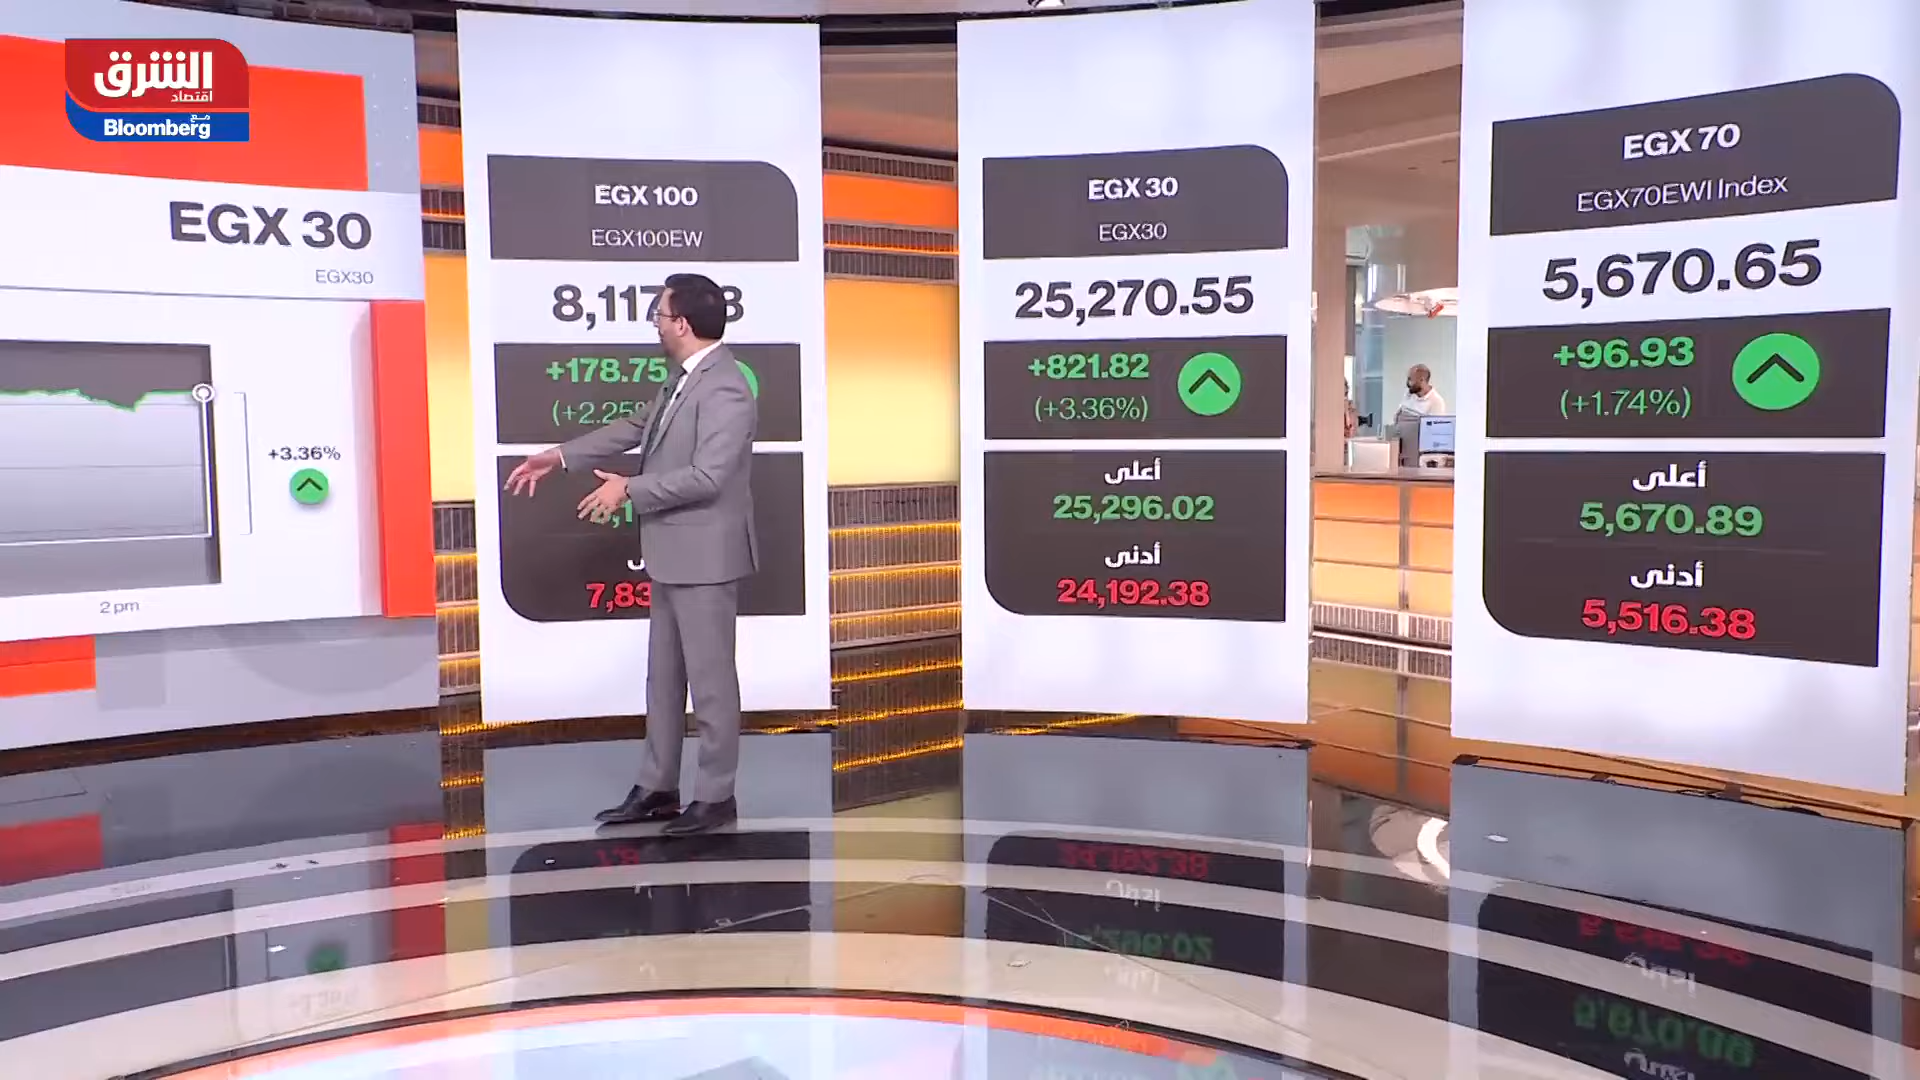 الشرق
اقتصاد
مع
Bloomberg
EGX 30
EGX30
+3.36%
2 pm
EGX 100
EGX100EW
+178.75
EGX 30
EGX30
25,270.55
+821.82
(+3.36%)
أعلى
25,296.02
أدنى
24,192.38
EGX 70
EGX70EWI Index
5,670.65
+96.93
(+1.74%)
أعلى
5,670.89
أدنى
5,516.38